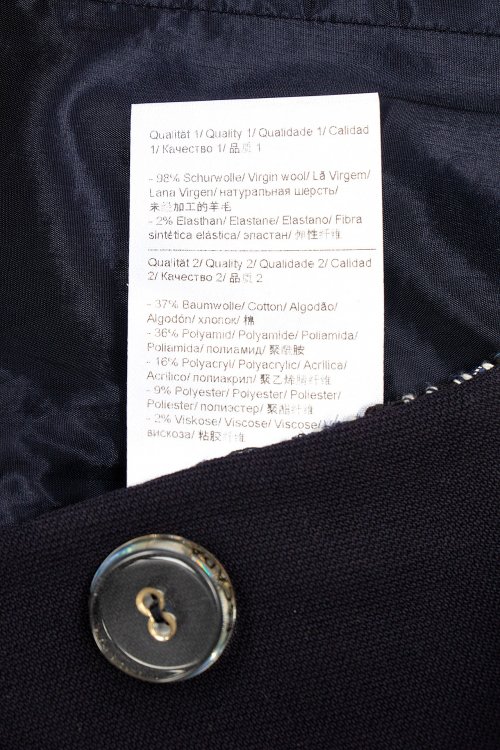 Qualität 1/ Quality 1/ Qualidade 1/ Calidad
1/ Качество 1/ 品质 1
- 98% Schurwolle/ Virgin wool/ Lã Virgem/
Lana Virgen/ натуральная шерсть/
未经加工的羊毛
- 2% Elasthan/ Elastane/ Elastano/ Fibra
sintética elástica/ эластан/ 弹性纤维
Qualität 2/ Quality 2/ Qualidade 2/ Calidad
2/ Качество 2/ 品质 2
- 37% Baumwolle/ Cotton/ Algodão/
Algodón/ хлопок/ 棉
- 36% Polyamid/ Polyamide/ Poliamida/
Poliamida/ полиамид/ 聚酰胺
- 16% Polyacryl/ Polyacrylic/ Acrílica/
Acrílico/ полиакрил/ 聚乙烯腈纤维
- 9% Polyester/ Polyester/ Poliester/
Poliester/ полиэстер/ 聚酯纤维
- 2% Viskose/ Viscose/ Viscose/
вискоза/ 粘胶纤维